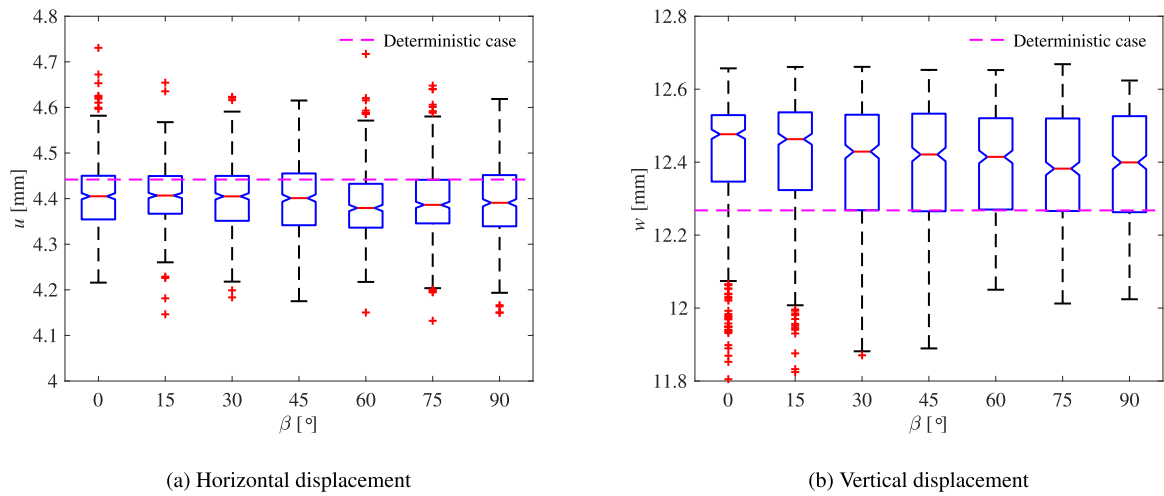 4.8
4.7
4.6
4.5
4.4
4.3
4.2
4.1
4
u [mm]
Deterministic case
0 15 30 45 60 75 90
β [°]
(a) Horizontal displacement
12.8
12.6
12.4
12.2
12
11.8
w [mm]
Deterministic case
0 15 30 45 60 75 90
β [°]
(b) Vertical displacement